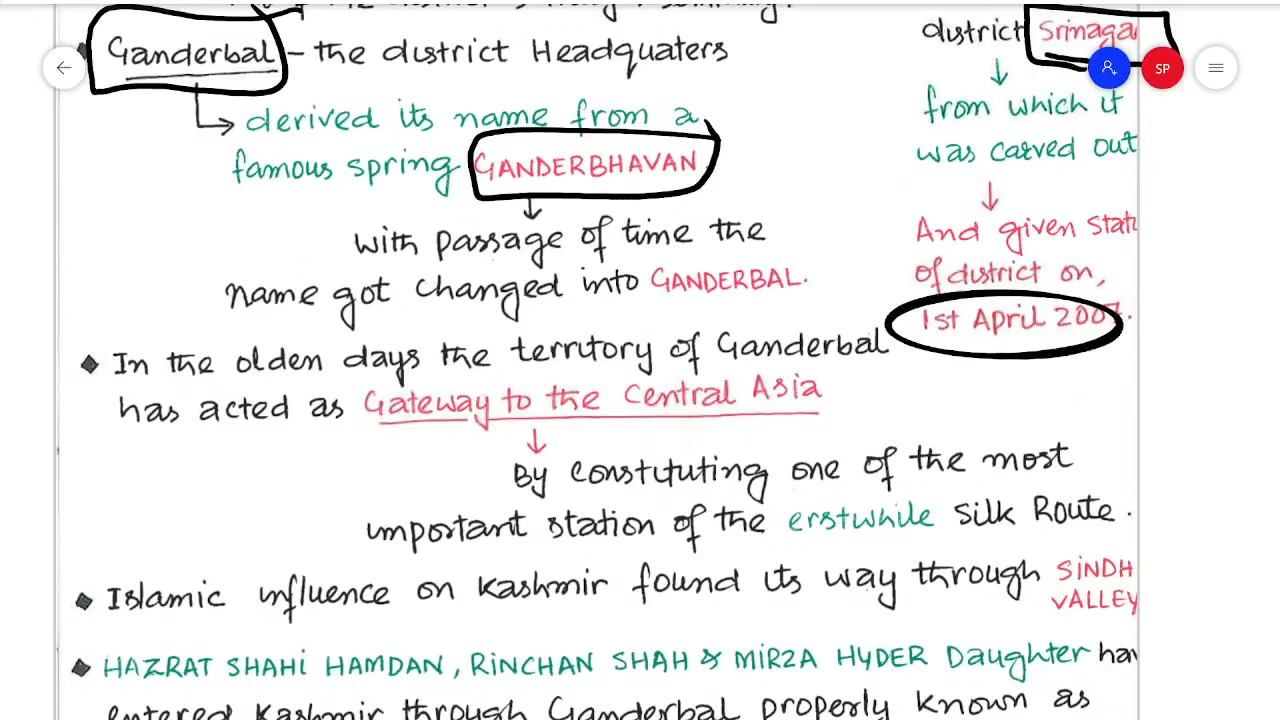 Ganderbal - the district Headquaters
derived its name from a
famous spring GANDERBHAVAN.
with passage of time the
name got changed into GANDERBAL.
district Srinaga
from which it
was carved out
And given Stat
of district on,
1st April 2007.
In the olden days the territory of Ganderbal
has acted as Gateway to the Central Asia
By constituting one of the most
important station of the erstwhile Silk Route.
Islamic influence on Kashmir found its way through SINDH
VALLEY
HAZRAT SHAHI HAMDAN, RINCHAN SHAH & MIRZA HYDER Daughter hav
entered Kashmir through Ganderbal properly known as
SP